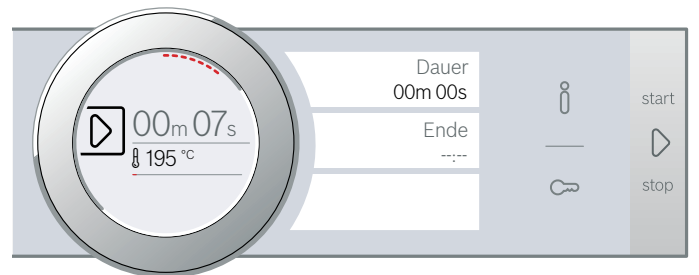 00m 07s
195 °C
Dauer
00m 00s
Ende
--:--
start
stop